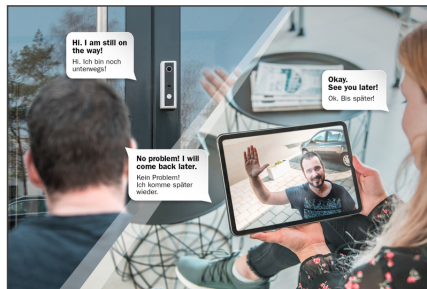 Hi. I am still on
the way!
Hi. Ich bin noch
unterwegs!
Okay.
See you later!
Ok. Bis später!
No problem! I will
come back later.
Kein Problem!
Ich komme später
wieder.